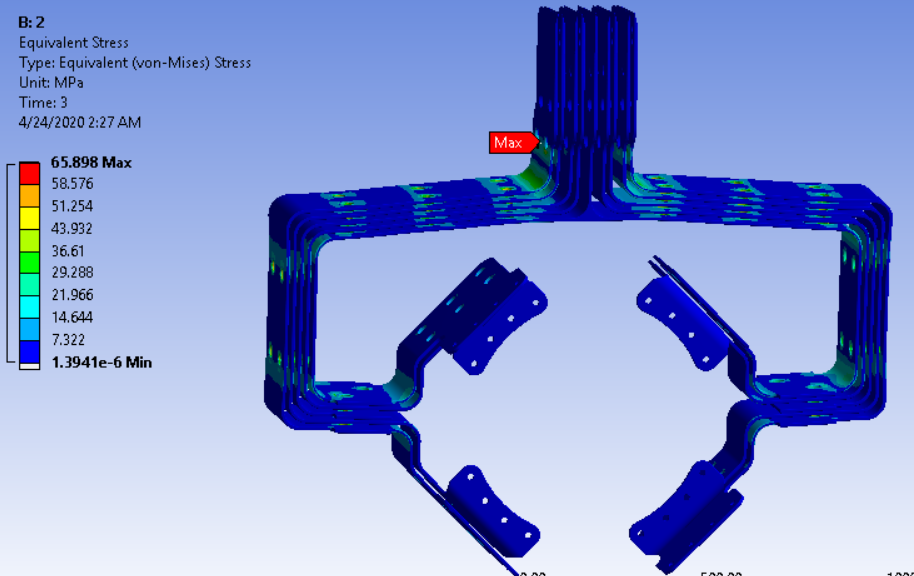 B: 2
Equivalent Stress
Type: Equivalent (von-Mises) Stress
Unit: MPa
Time: 3
4/24/2020 2:27 AM
65.898 Max
58.576
51.254
43.932
36.61
29.288
21.966
14.644
7.322
1.3941e-6 Min
Max